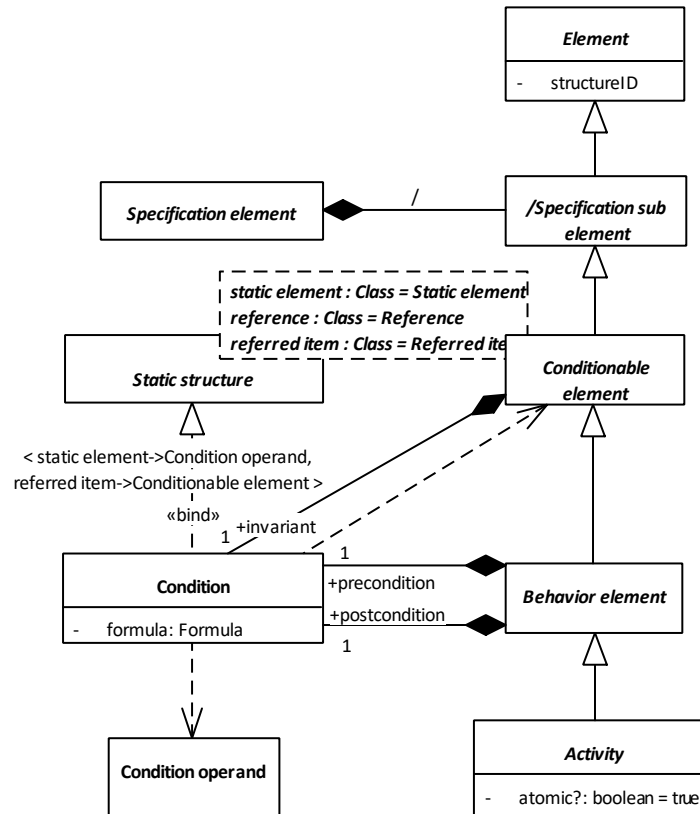 Element
- structureID
Specification element
/
/Specification sub
element
static element : Class = Static element
reference : Class = Reference
referred item : Class = Referred ite
Static structure
Conditionable
element
< static element->Condition operand,
referred item->Conditionable element >
«bind»
1
+invariant
1
Condition
- formula: Formula
+precondition
+postcondition
1
Behavior element
Condition operand
Activity
- atomic?: boolean = true